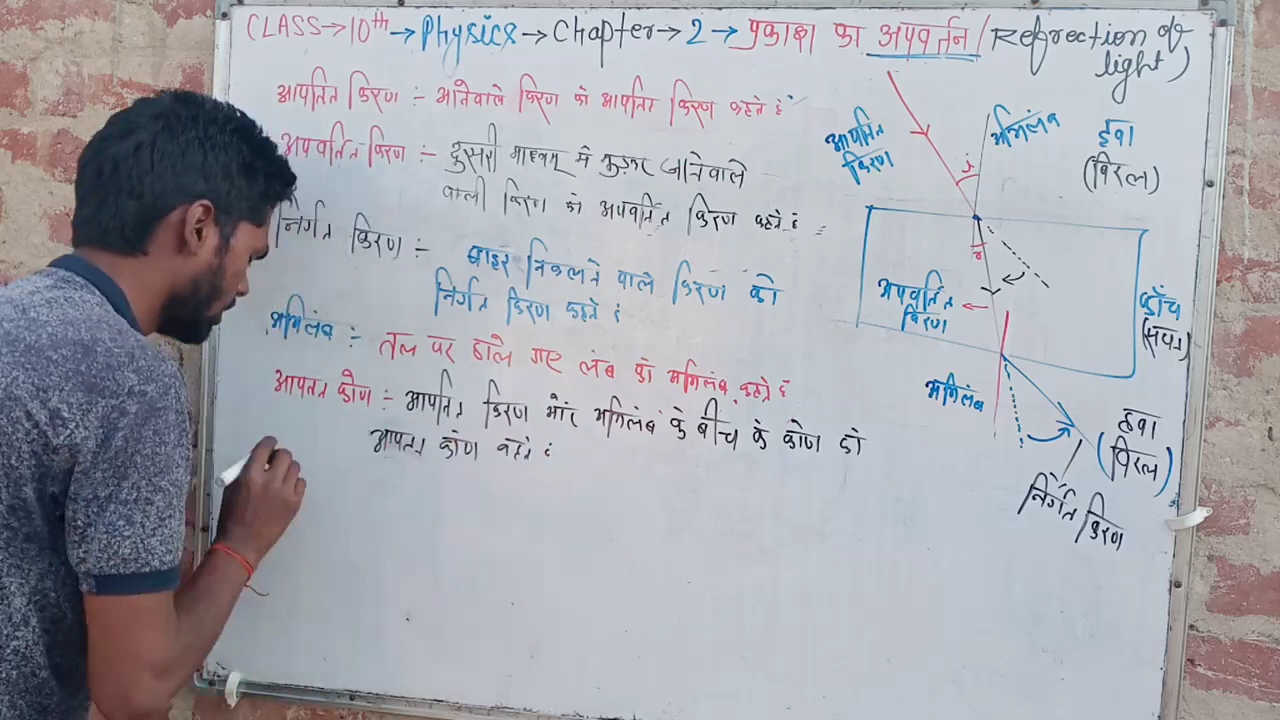 CLASS→10th→Physics→Chapter→2→प्रकाश का अपवर्तन/(Refrection of light)
आपतित किरण :- आनेवाले किरण को आपतित किरण कहते हैं
अपवर्तित किरण :- दुसरी माध्यम में मुड़कर जानेवाले
वाली किरण को अपवर्तित किरण कहते हैं =
निर्गत किरण :- बाहर निकलने वाले किरण को
निर्गत किरण कहते हैं
अभिलंब :- तल पर डाले गए लंब को अभिलंब कहते हैं
आपतन कोण :- आपतित किरण और अभिलंब के बीच के कोण को
आपतन कोण कहते हैं
आपतित
किरण
अभिलंब
हवा
(विरल)
i
r
अपवर्तित
किरण
काँच
(सघन)
अभिलंब
हवा
(विरल)
निर्गत किरण